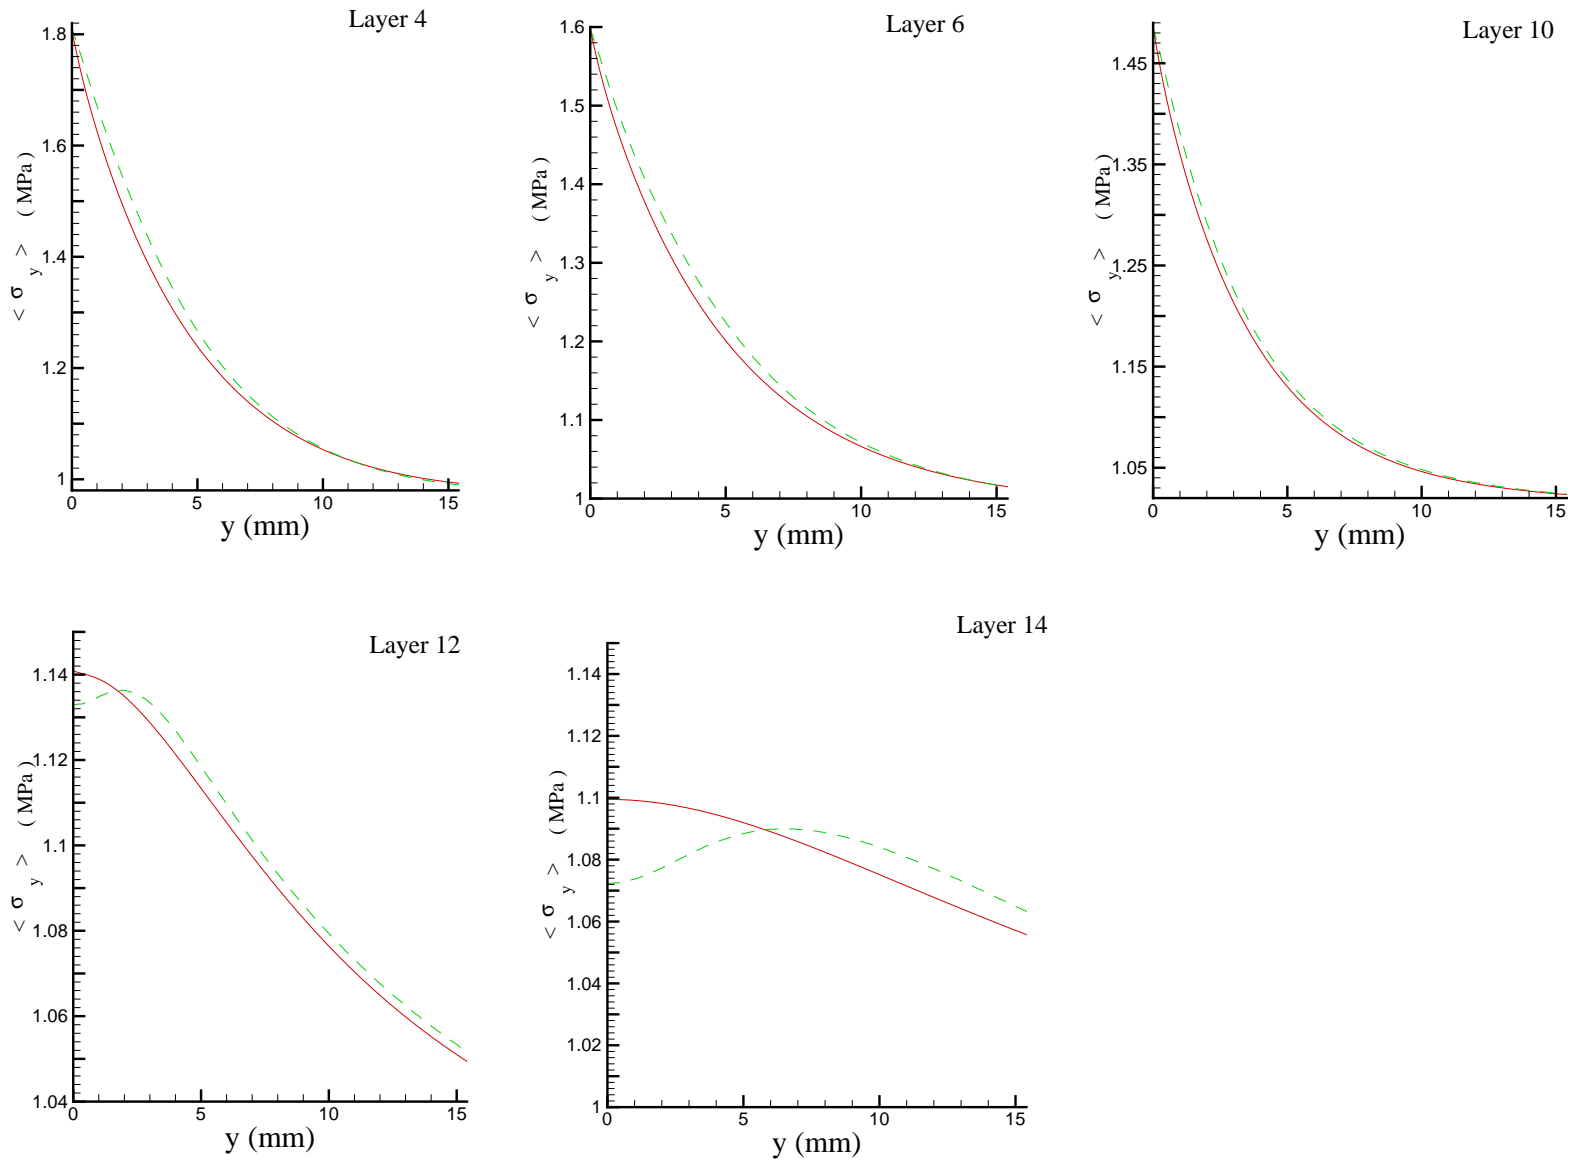 Layer 4
1.8
1.6
1.4
1.2
1
0 5 10 15
y (mm)
< σ y > (MPa)
Layer 6
1.6
1.5
1.4
1.3
1.2
1.1
1
0 5 10 15
y (mm)
< σ y > (MPa)
Layer 10
1.45
1.35
1.25
1.15
1.05
0 5 10 15
y (mm)
< σ y > (MPa)
Layer 12
1.14
1.12
1.1
1.08
1.06
1.04
0 5 10 15
y (mm)
< σ y > (MPa)
Layer 14
1.14
1.12
1.1
1.08
1.06
1.04
1.02
1
0 5 10 15
y (mm)
< σ y > (MPa)